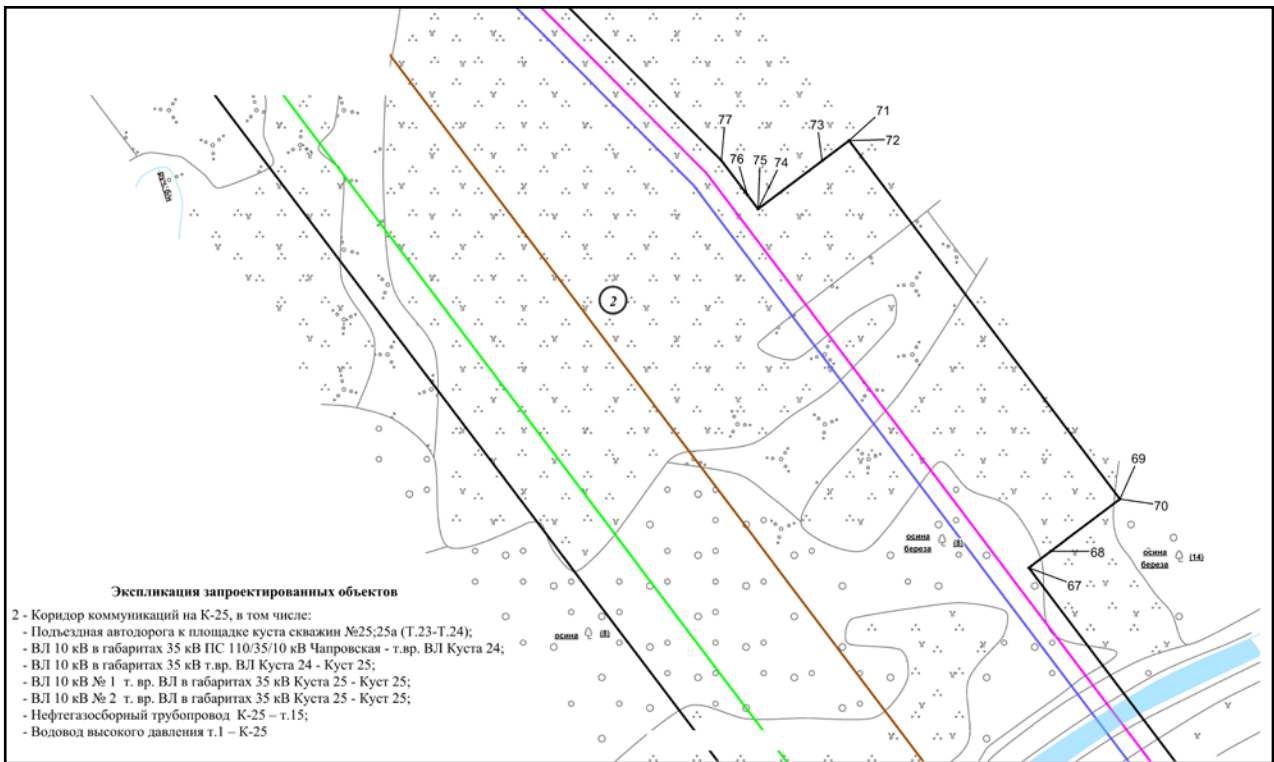 71
77
73
72
76
75
74
руч. б/н
2
69
70
осина
береза
(8)
68
осина
береза
(14)
67
Экспликация запроектированных объектов
2 - Коридор коммуникаций на К-25, в том числе:
- Подъездная автодорога к площадке куста скважин №25;25а (Т.23-Т.24);
осина
(8)
- ВЛ 10 кВ в габаритах 35 кВ ПС 110/35/10 кВ Чапровская - т.вр. ВЛ Куста 24;
- ВЛ 10 кВ в габаритах 35 кВ т.вр. ВЛ Куста 24 - Куст 25;
- ВЛ 10 кВ № 1 т. вр. ВЛ в габаритах 35 кВ Куста 25 - Куст 25;
- ВЛ 10 кВ № 2 т. вр. ВЛ в габаритах 35 кВ Куста 25 - Куст 25;
- Нефтегазосборный трубопровод К-25 – т.15;
- Водовод высокого давления т.1 – К-25